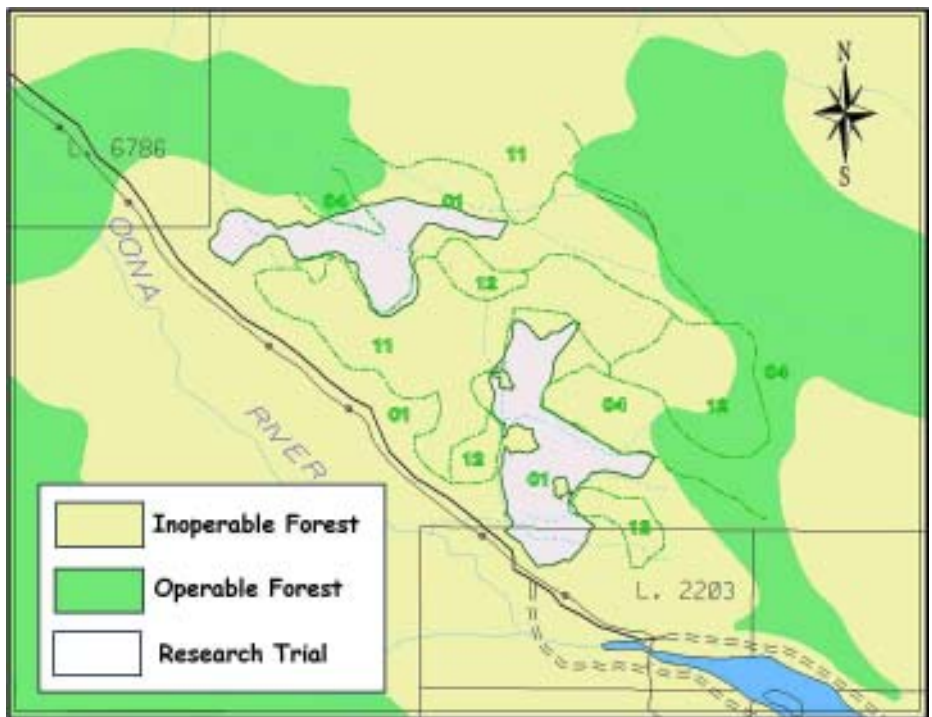 N
S
L. 6786
11
04
01
DONA
RIVER
12
11
04
04
12
01
12
01
12
L. 2203
Inoperable Forest
Operable Forest
Research Trial